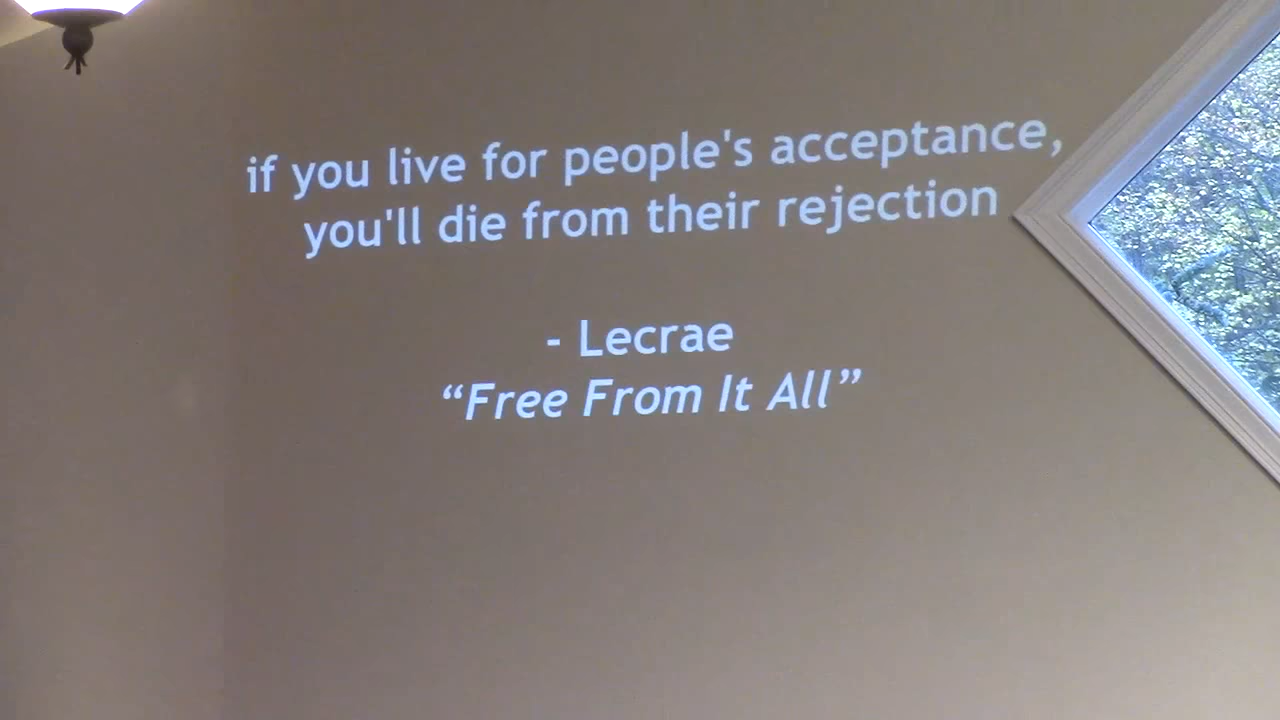 if you live for people's acceptance,
you'll die from their rejection
- Lecrae
“Free From It All”